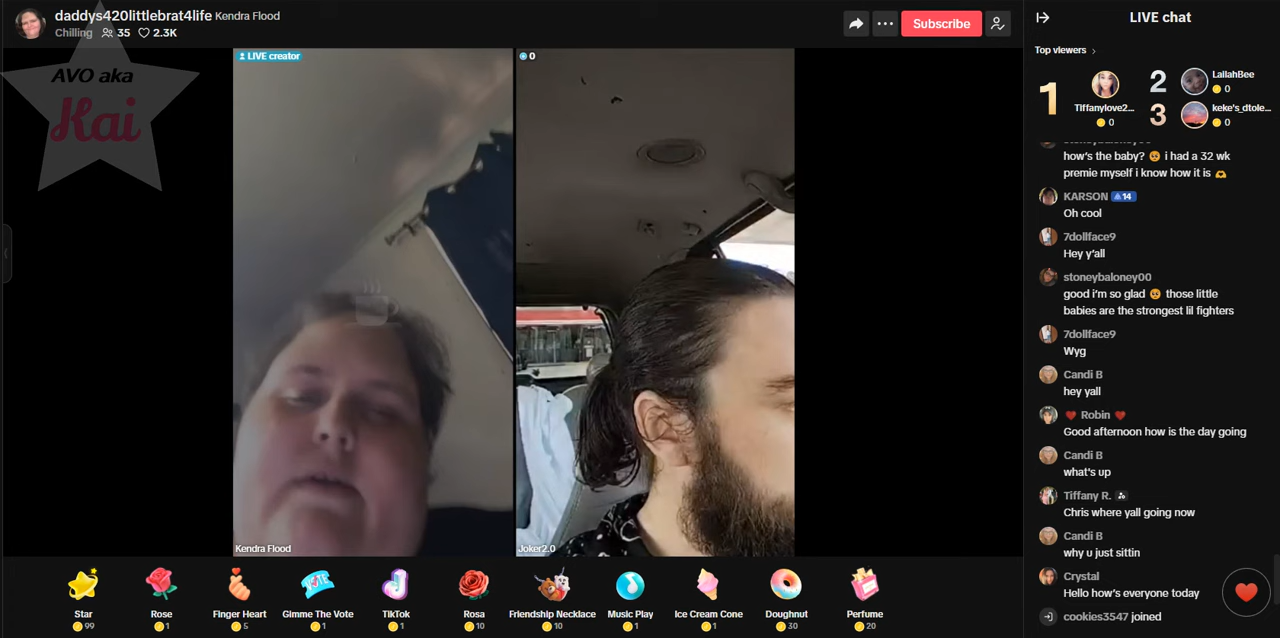 daddys420littlebrat4life Kendra Flood
Chilling 35 2.3K
Subscribe
AVO aka
Kai
LIVE creator
0
Kendra Flood
Joker2.0
Star
99
Rose
1
Finger Heart
5
Gimme The Vote
1
TikTok
1
Rosa
10
Friendship Necklace
10
Music Play
1
Ice Cream Cone
1
Doughnut
30
Perfume
20
LIVE chat
Top viewers
1
Tiffanylove2...
0
2
LailahBee
0
3
keke's_dtole...
0
how's the baby? 🥺 i had a 32 wk
premie myself i know how it is 🫶
KARSON 14
Oh cool
7dollface9
Hey y'all
stoneybaloney00
good i'm so glad 🥺 those little
babies are the strongest lil fighters
7dollface9
Wyg
Candi B
hey yall
❤️ Robin ❤️
Good afternoon how is the day going
Candi B
what's up
Tiffany R.
Chris where yall going now
Candi B
why u just sittin
Crystal
Hello how's everyone today
cookies3547 joined